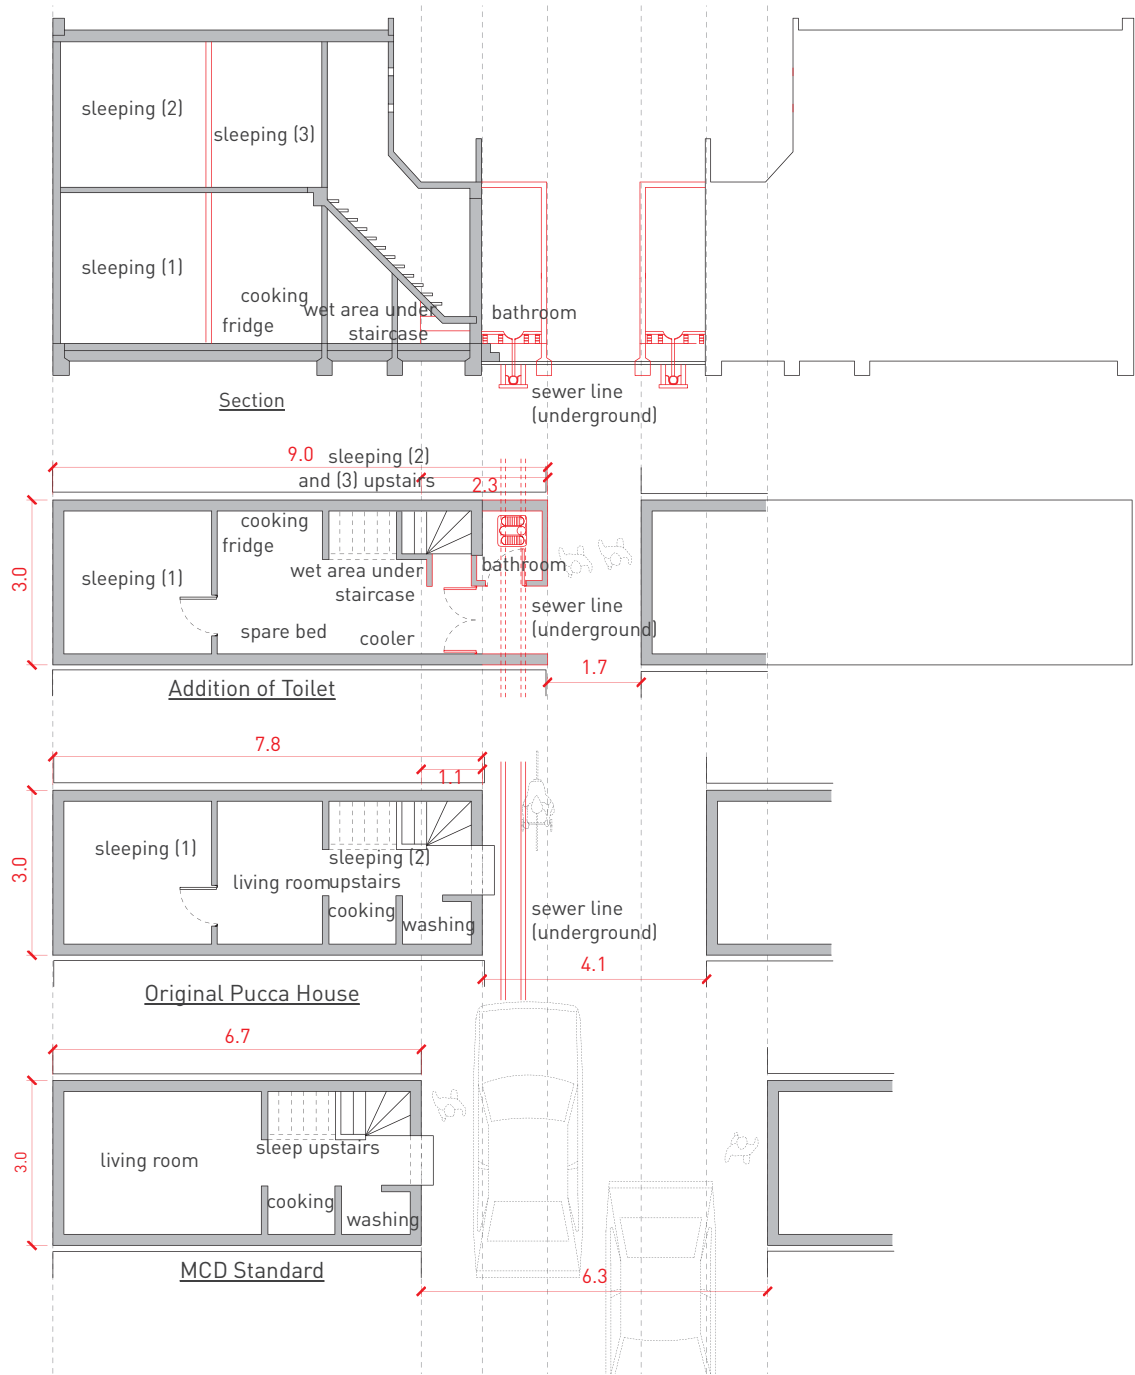 sleeping (2)
sleeping (3)
sleeping (1)
cooking
fridge
wet area under
staircase
bathroom
sewer line
(underground)
Section
9.0
sleeping (2)
and (3) upstairs
2.3
3.0
cooking
fridge
sleeping (1)
wet area under
staircase
bathroom
spare bed
cooler
sewer line
(underground)
1.7
Addition of Toilet
7.8
1.1
3.0
sleeping (1)
living room
sleeping (2)
upstairs
cooking
washing
sewer line
(underground)
4.1
Original Pucca House
6.7
3.0
living room
sleep upstairs
cooking
washing
MCD Standard
6.3